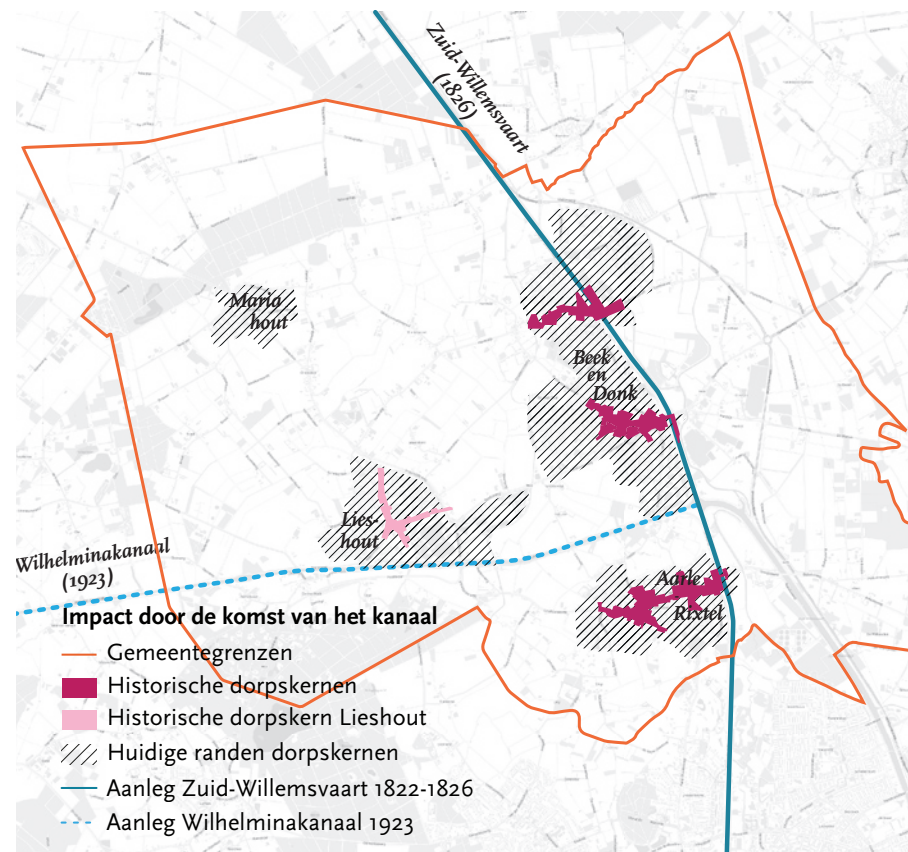 Zuid-Willemsvaart
(1826)
Maria
hout
Beek
en
Donk
Lies-
hout
Wilhelminakanaal
(1923)
Aarle
Rixtel
Impact door de komst van het kanaal
Gemeentegrenzen
Historische dorpskernen
Historische dorpskern Lieshout
Huidige randen dorpskernen
Aanleg Zuid-Willemsvaart 1822-1826
Aanleg Wilhelminakanaal 1923